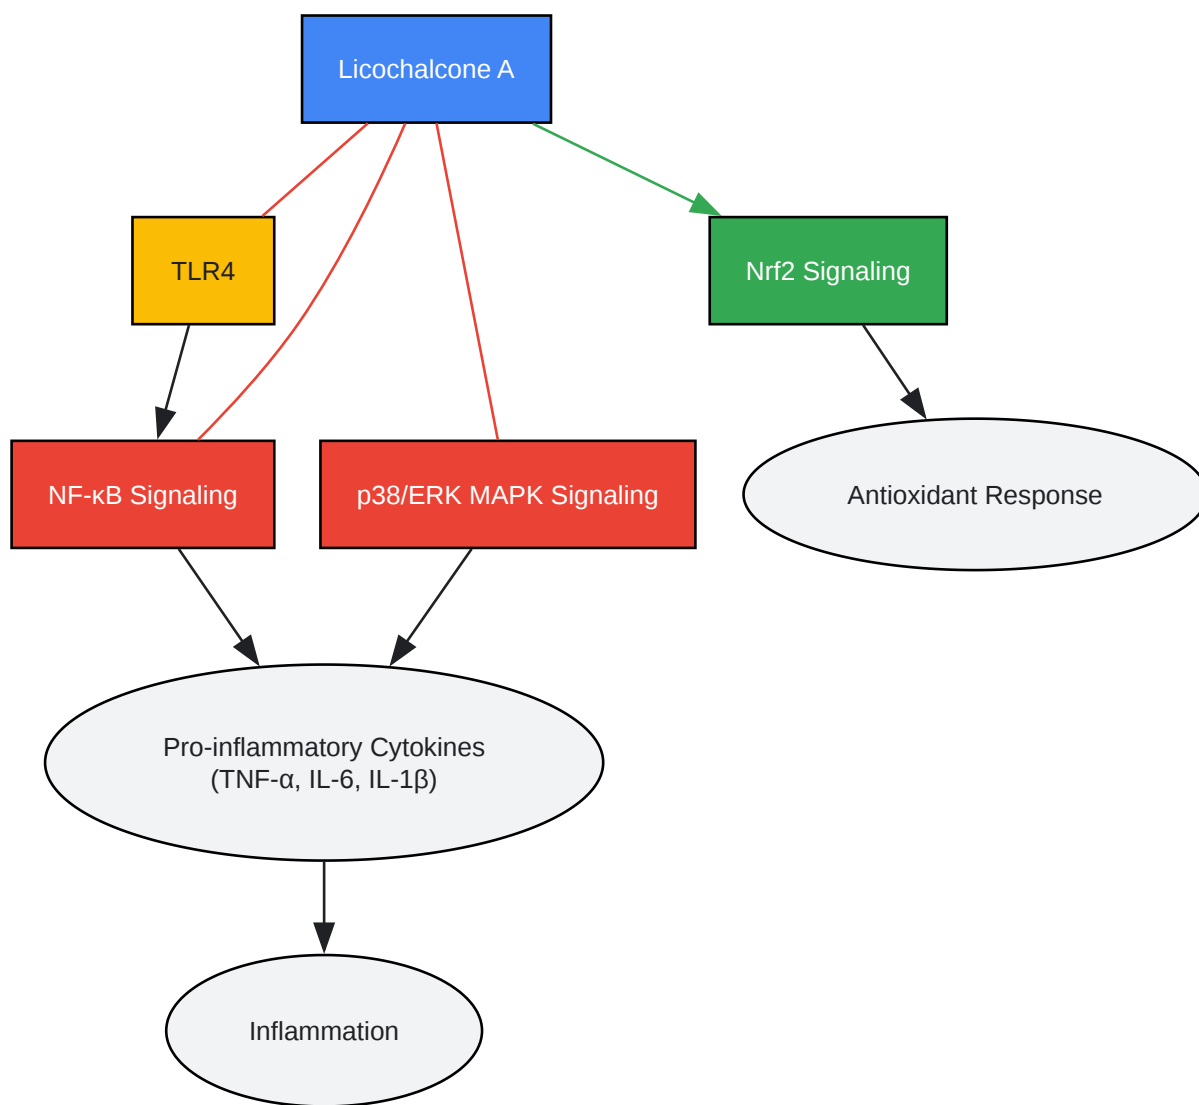 Licochalcone A
TLR4
Nrf2 Signaling
NF-κB Signaling
p38/ERK MAPK Signaling
Antioxidant Response
Pro-inflammatory Cytokines
(TNF-α, IL-6, IL-1β)
Inflammation